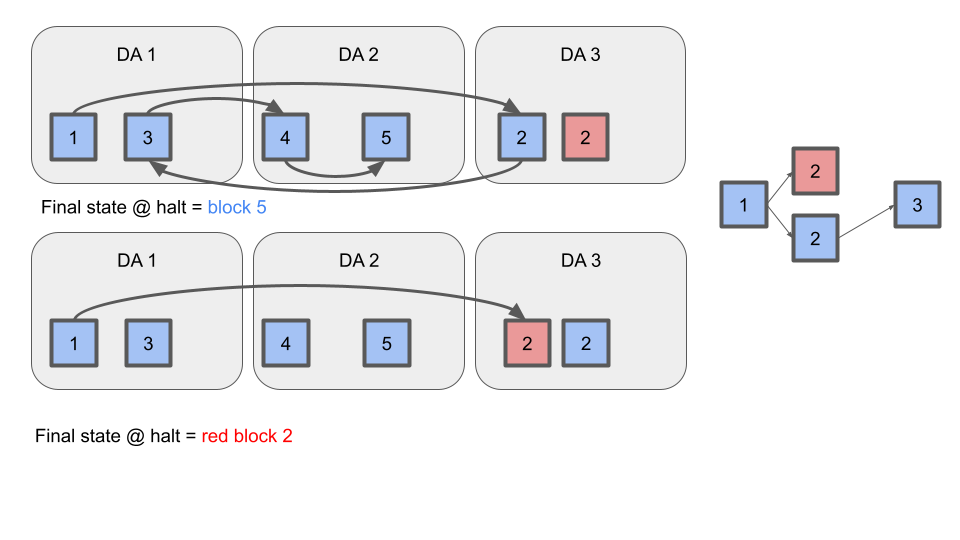 DA 1 DA 2 DA 3
1 3 4 5 2 2
Final state @ halt = block 5
DA 1 DA 2 DA 3
1 3 4 5 2 2
Final state @ halt = red block 2
2
1 3
2